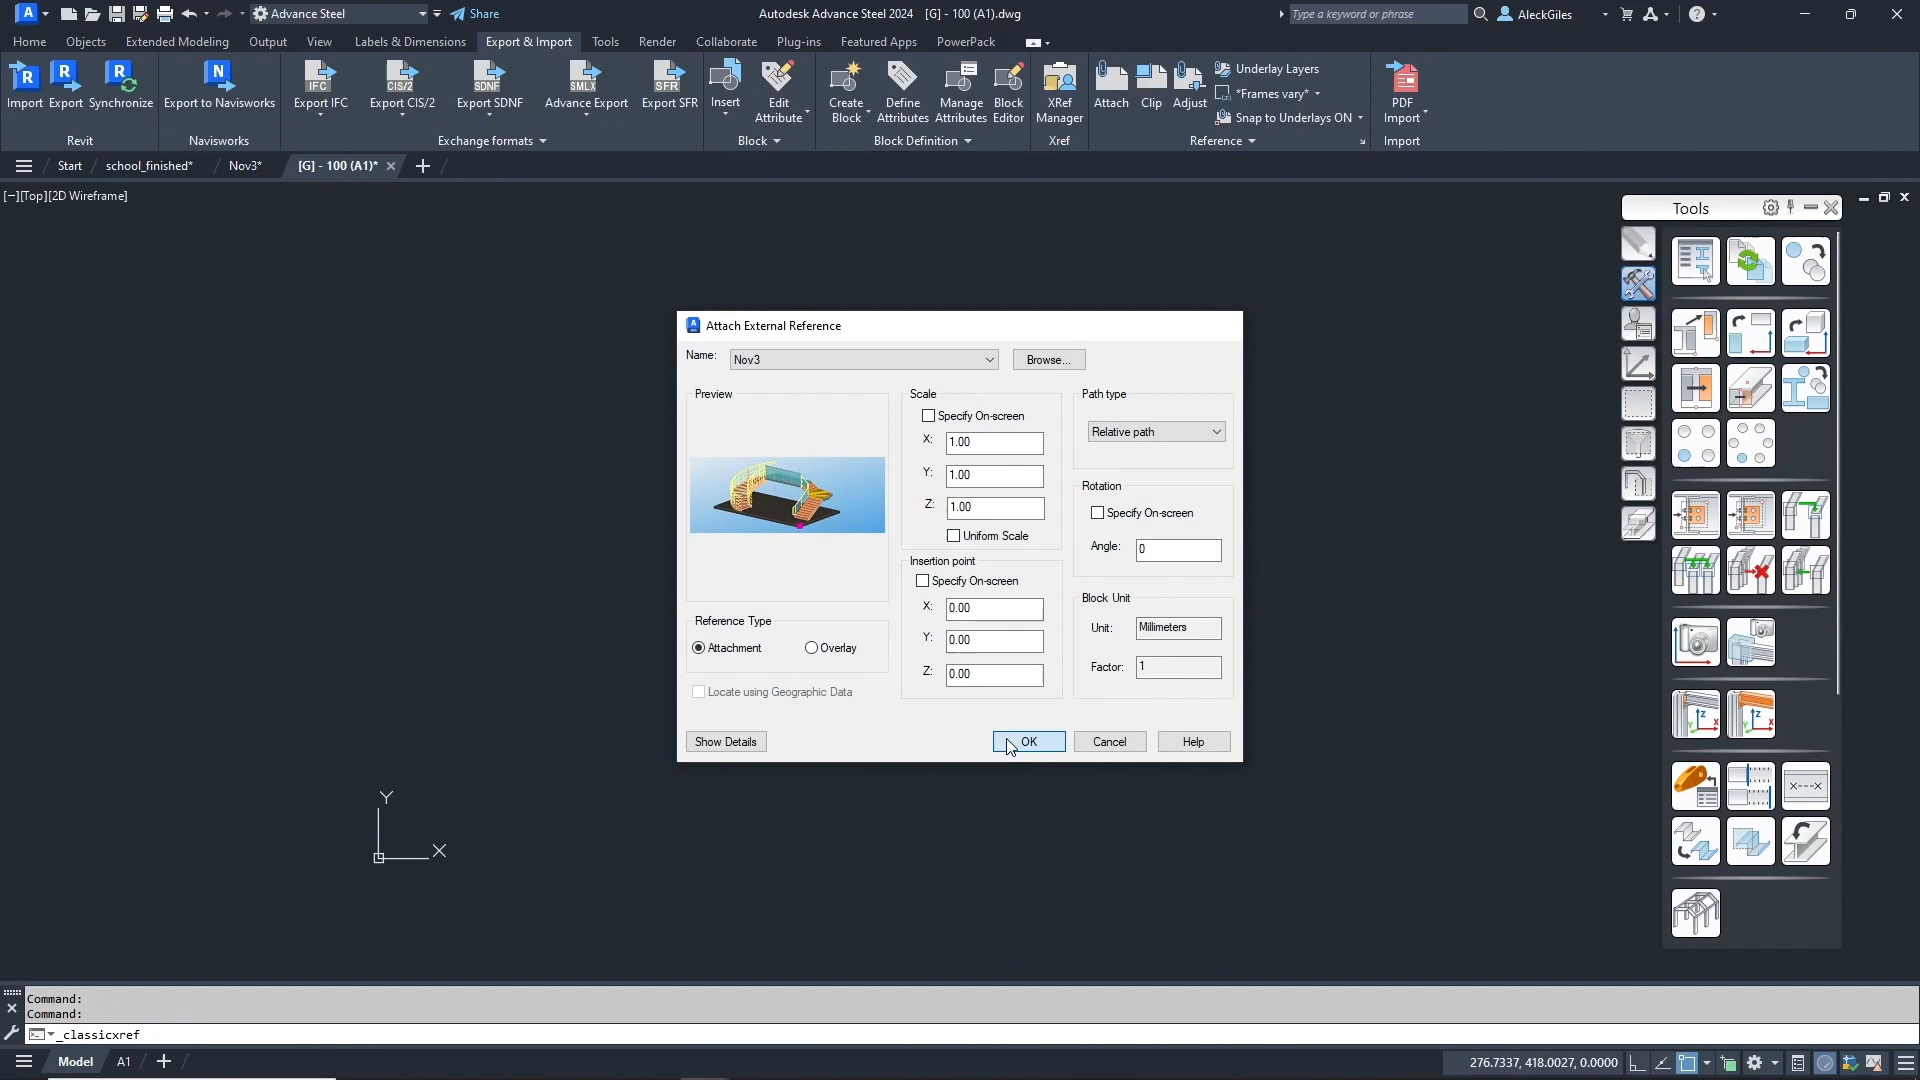 Advance Steel
Share
Autodesk Advance Steel 2024 [G] - 100 (A1).dwg
Type a keyword or phrase
AleckGiles
Home Objects Extended Modeling Output View Labels & Dimensions Export & Import Tools Render Collaborate Plug-ins Featured Apps PowerPack
Import Export Synchronize
Export to Navisworks
Export IFC Export CIS/2 Export SDNF Advance Export Export SFR
Insert
Edit
Attribute
Create
Block
Define
Attributes
Manage
Attributes
Block
Editor
XRef
Manager
Attach Clip Adjust
Underlay Layers
*Frames vary*
Snap to Underlays ON
PDF
Import
Revit Navisworks Exchange formats Block Block Definition Xref Reference Import
Start school_finished* Nov3* [G] - 100 (A1)*
[−][Top][2D Wireframe]
Tools
Attach External Reference
Name: Nov3 Browse...
Preview
Scale
Specify On-screen
X: 1.00
Y: 1.00
Z: 1.00
Uniform Scale
Path type
Relative path
Rotation
Specify On-screen
Angle: 0
Insertion point
Specify On-screen
X: 0.00
Y: 0.00
Z: 0.00
Block Unit
Unit: Millimeters
Factor: 1
Reference Type
Attachment Overlay
Locate using Geographic Data
Show Details OK Cancel Help
Y
X
Command:
Command:
_classicxref
Model A1
276.7337, 418.0027, 0.0000